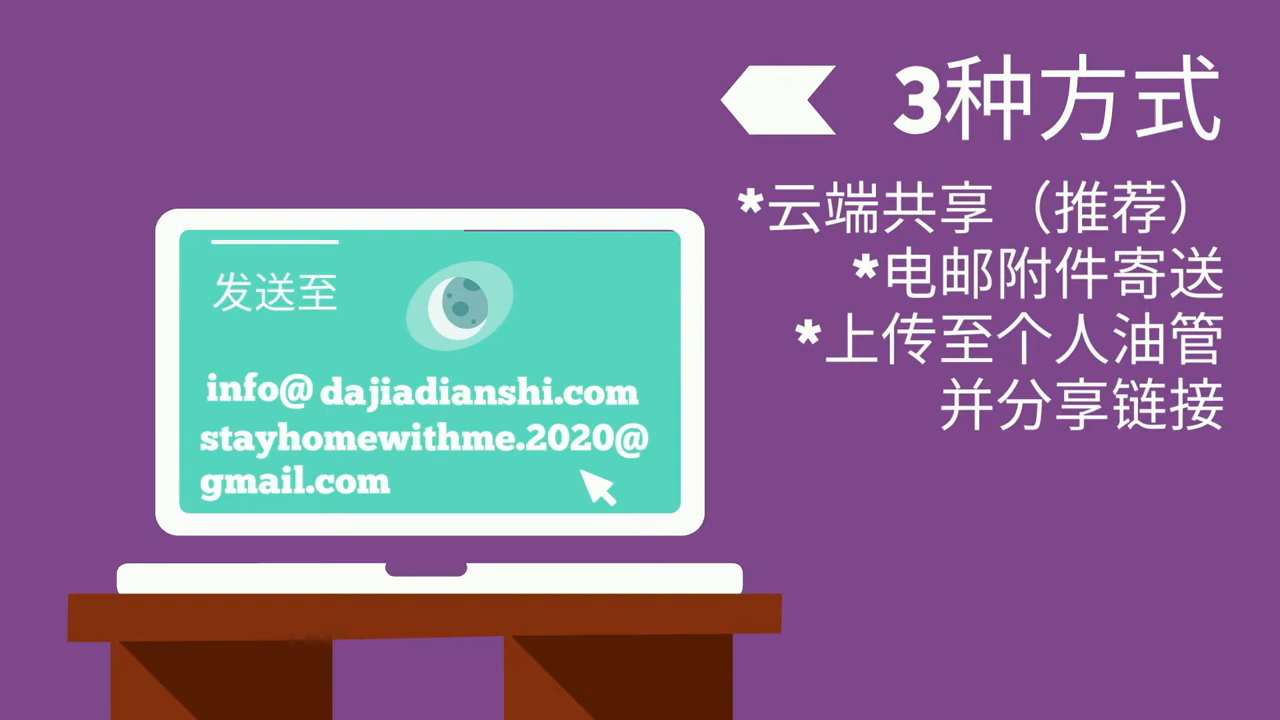 3种方式
*云端共享（推荐）
*电邮附件寄送
*上传至个人油管
并分享链接
发送至
info@dajiadianshi.com
stayhomewithme.2020@
gmail.com